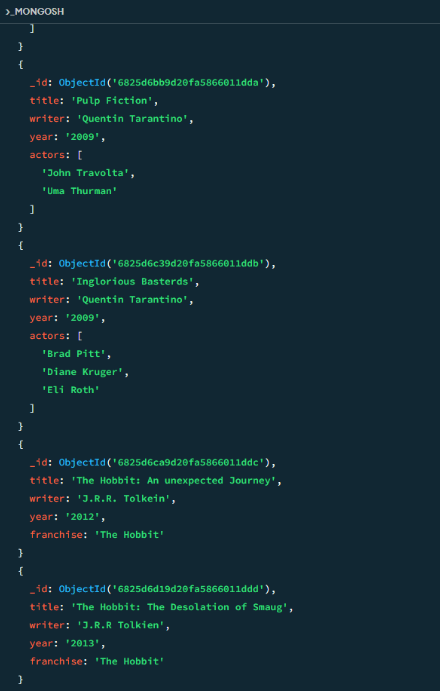 >_MONGOSH
]
}
{
_id: ObjectId('6825d6bb9d20fa5866011dda'),
title: 'Pulp Fiction',
writer: 'Quentin Tarantino',
year: '2009',
actors: [
'John Travolta',
'Uma Thurman'
]
}
{
_id: ObjectId('6825d6c39d20fa5866011ddb'),
title: 'Inglorious Basterds',
writer: 'Quentin Tarantino',
year: '2009',
actors: [
'Brad Pitt',
'Diane Kruger',
'Eli Roth'
]
}
{
_id: ObjectId('6825d6ca9d20fa5866011ddc'),
title: 'The Hobbit: An unexpected Journey',
writer: 'J.R.R. Tolkein',
year: '2012',
franchise: 'The Hobbit'
}
{
_id: ObjectId('6825d6d19d20fa5866011ddd'),
title: 'The Hobbit: The Desolation of Smaug',
writer: 'J.R.R Tolkien',
year: '2013',
franchise: 'The Hobbit'
}